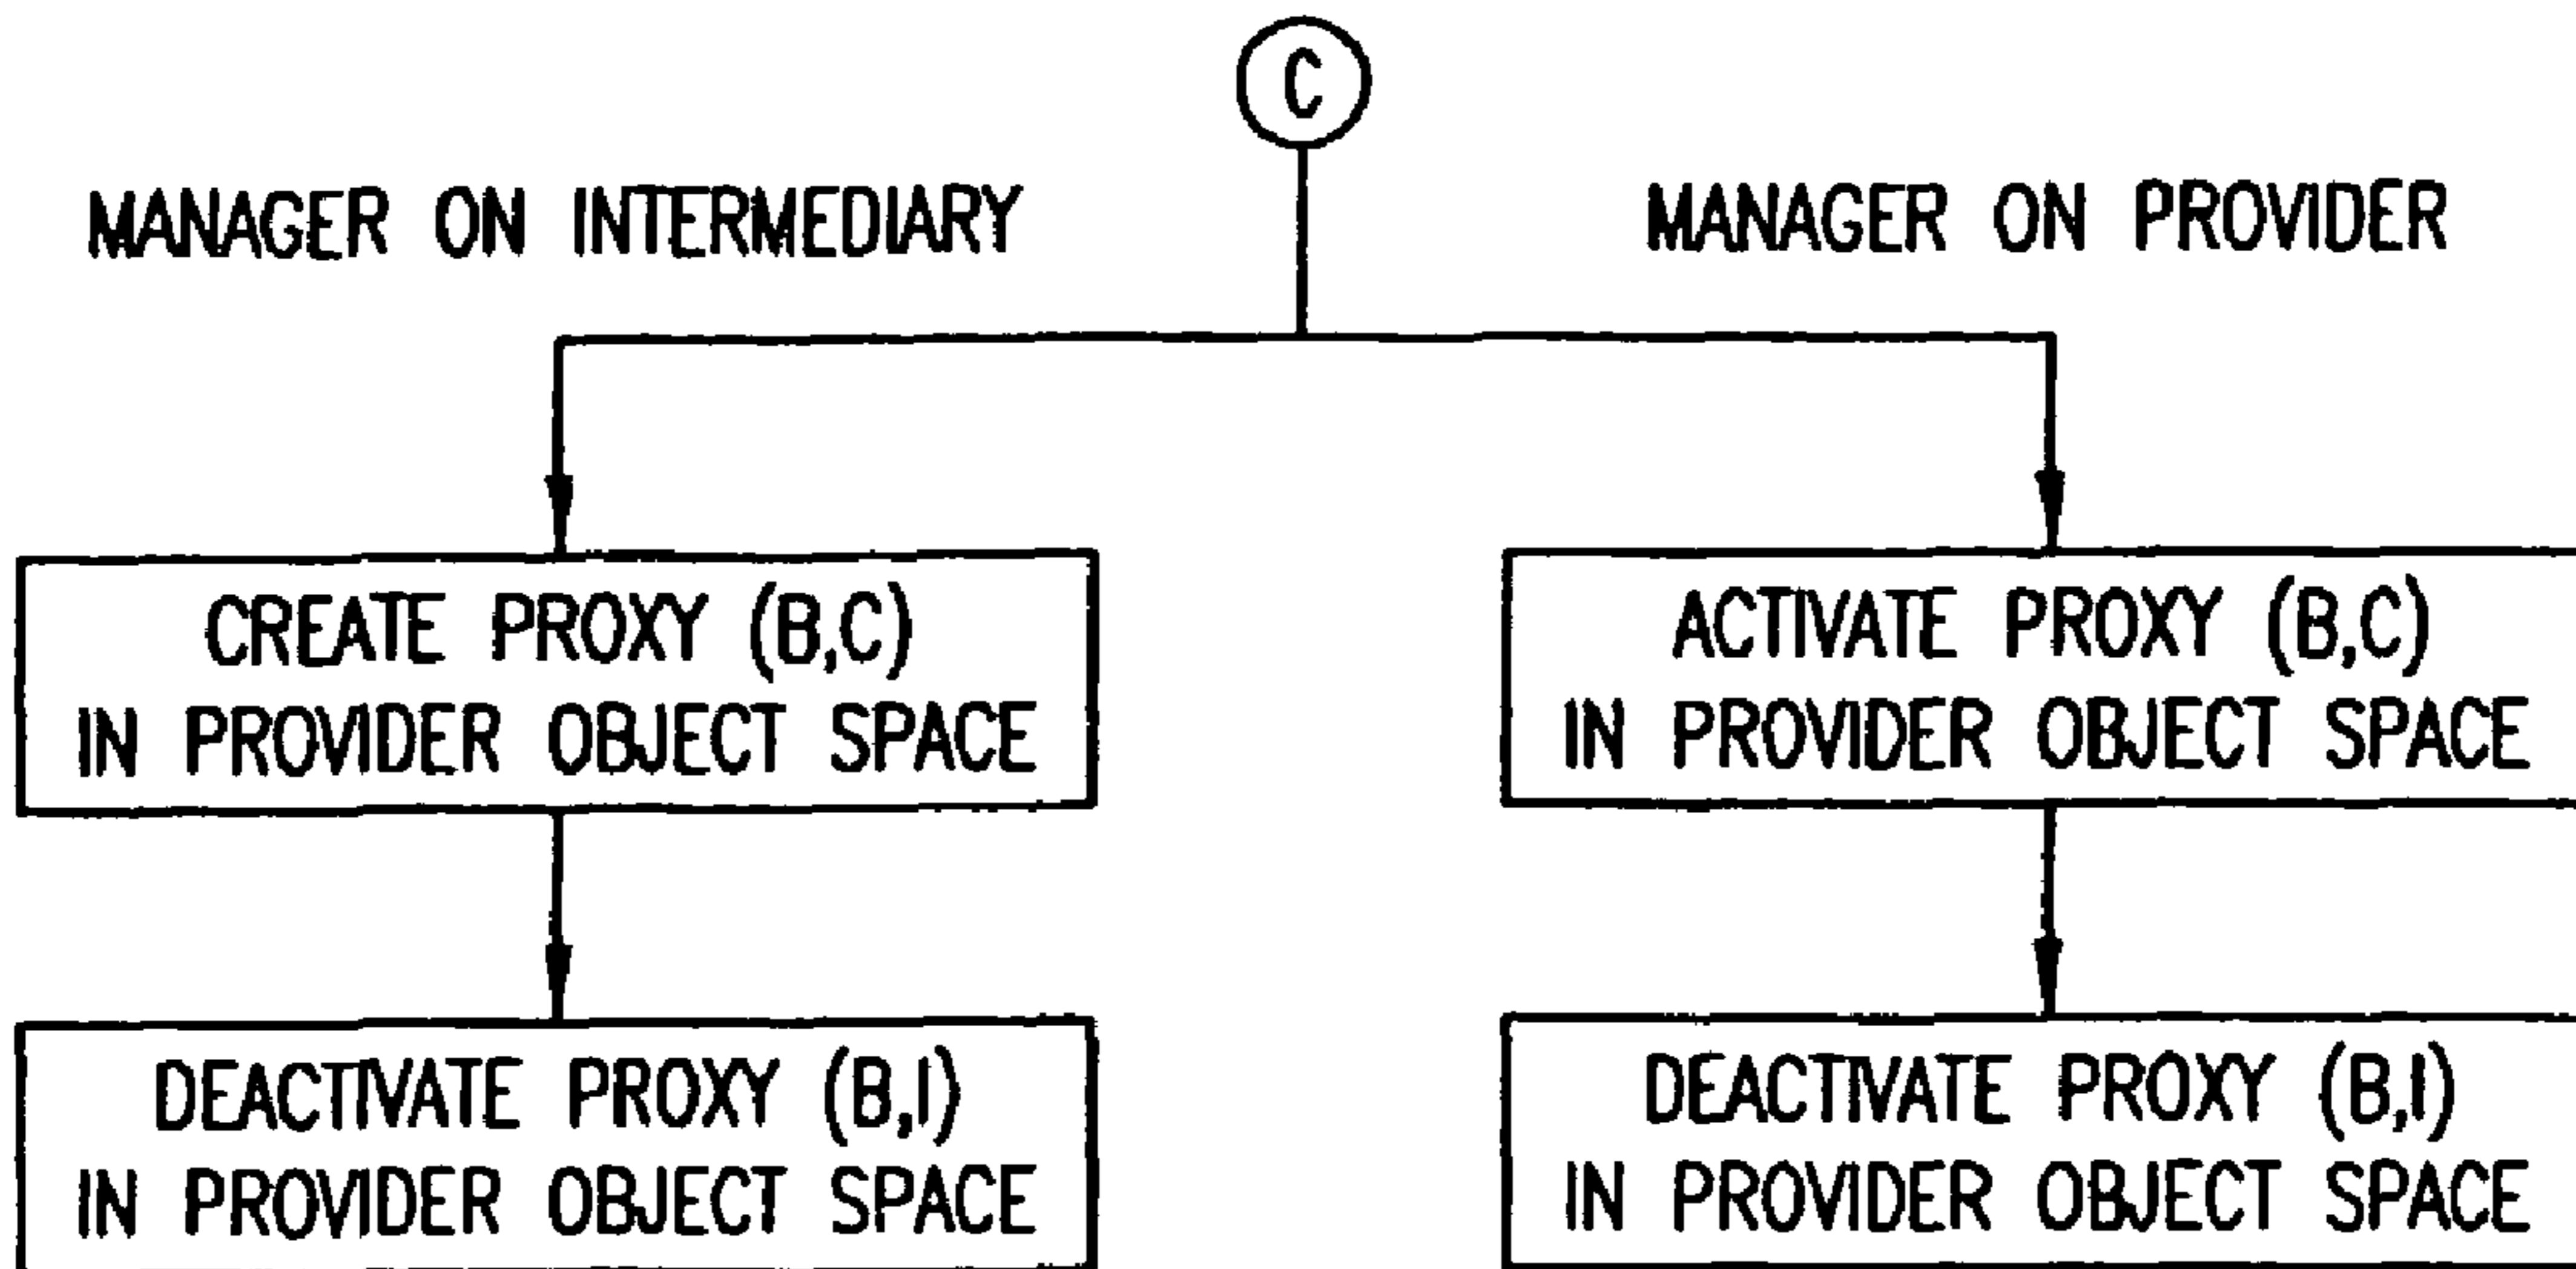 C
MANAGER ON INTERMEDIARY
MANAGER ON PROVIDER
CREATE PROXY (B,C)
IN PROVIDER OBJECT SPACE
ACTIVATE PROXY (B,C)
IN PROVIDER OBJECT SPACE
DEACTIVATE PROXY (B,I)
IN PROVIDER OBJECT SPACE
DEACTIVATE PROXY (B,I)
IN PROVIDER OBJECT SPACE